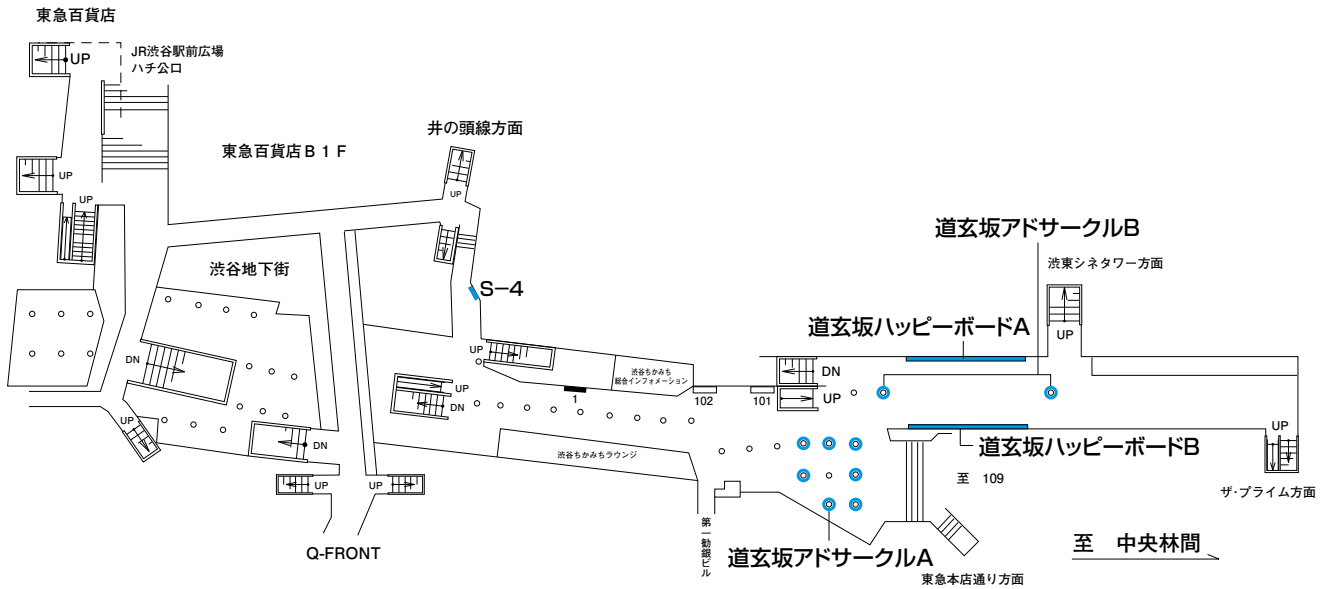 東急百貨店
UP
JR渋谷駅前広場
ハチ公口
井の頭線方面
東急百貨店B1F
UP
UP
UP
道玄坂アドサークルB
渋谷地下街
渋東シネタワー方面
S-4
道玄坂ハッピーボードA
UP
UP
DN
渋谷ちかみち
総合インフォメーション
DN
UP
1
102
101
UP
DN
UP
UP
DN
渋谷ちかみちラウンジ
道玄坂ハッピーボードB
至 109
UP
UP
ザ・プライム方面
第一勧銀ビル
Q-FRONT
道玄坂アドサークルA
至 中央林間
東急本店通り方面